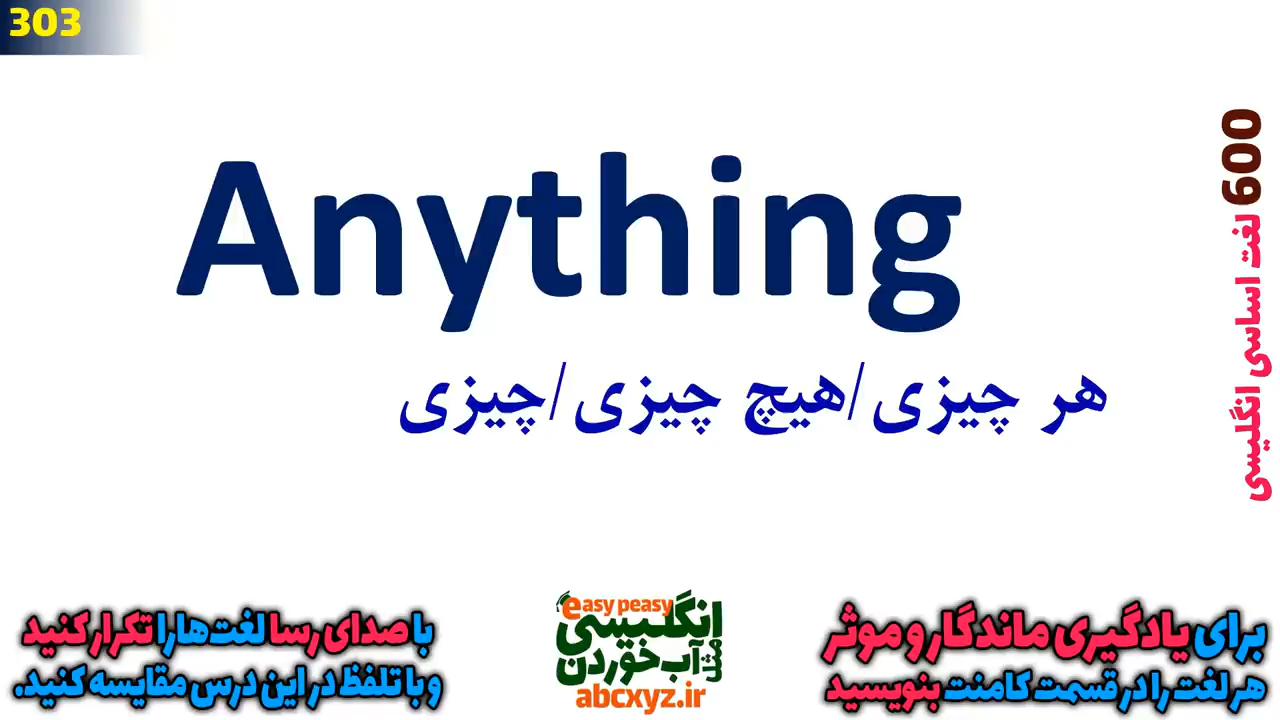 303
Anything
هر چیزی/هیچ چیزی/چیزی
600 لغت اساسی انگلیسی
برای یادگیری ماندگار و موثر
هر لغت را در قسمت کامنت بنویسید
easy peasy
انگلیسی
مثل آب خوردن
abcxyz.ir
با صدای رسا لغت‌ها را تکرار کنید
و با تلفظ در این درس مقایسه کنید.